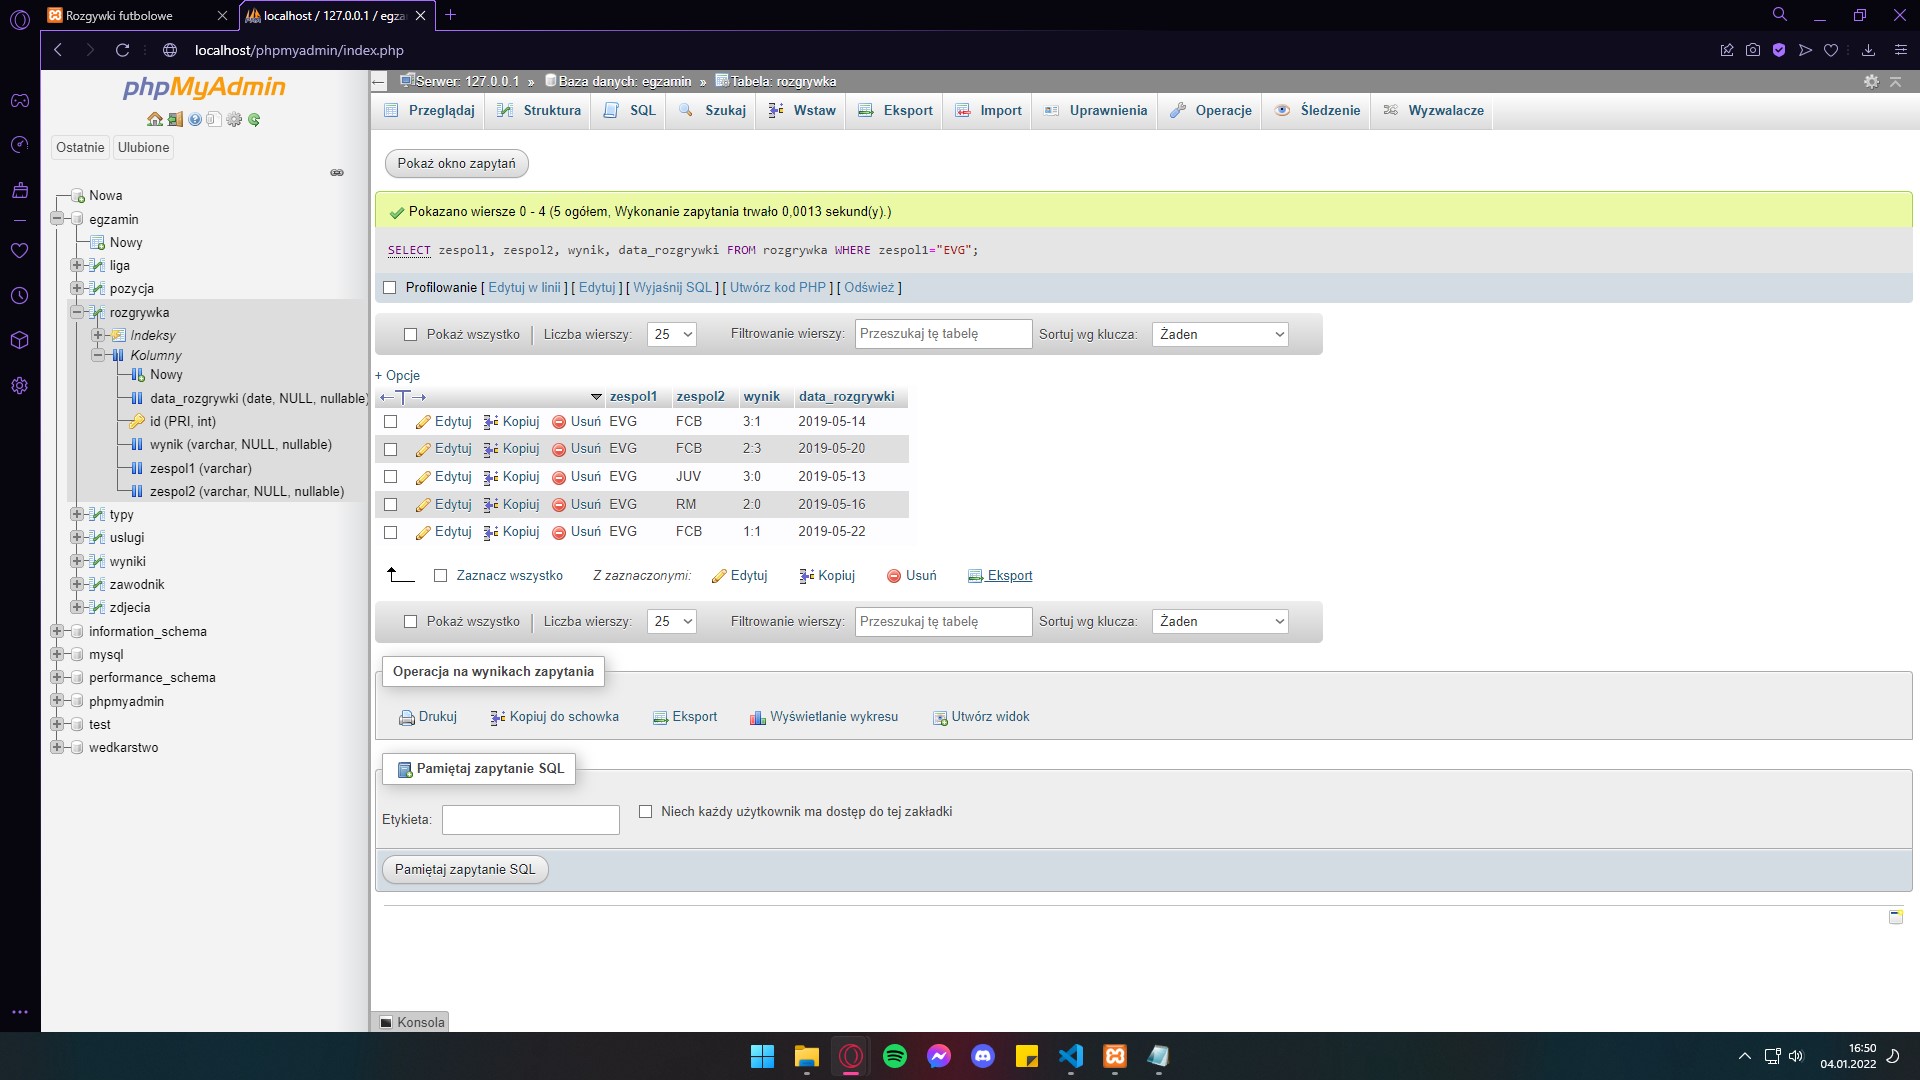 Rozgywki futbolowe
localhost / 127.0.0.1 / egza
localhost/phpmyadmin/index.php
phpMyAdmin
Ostatnie
Ulubione
Nowa
egzamin
Nowy
liga
pozycja
rozgrywka
Indeksy
Kolumny
Nowy
data_rozgrywki (date, NULL, nullable)
id (PRI, int)
wynik (varchar, NULL, nullable)
zespol1 (varchar)
zespol2 (varchar, NULL, nullable)
typy
uslugi
wyniki
zawodnik
zdjecia
information_schema
mysql
performance_schema
phpmyadmin
test
wedkarstwo
Serwer: 127.0.0.1 » Baza danych: egzamin » Tabela: rozgrywka
Przeglądaj Struktura SQL Szukaj Wstaw Eksport Import Uprawnienia Operacje Śledzenie Wyzwalacze
Pokaż okno zapytań
Pokazano wiersze 0 - 4 (5 ogółem, Wykonanie zapytania trwało 0,0013 sekund(y).)
SELECT zespol1, zespol2, wynik, data_rozgrywki FROM rozgrywka WHERE zespol1="EVG";
Profilowanie [ Edytuj w linii ] [ Edytuj ] [ Wyjaśnij SQL ] [ Utwórz kod PHP ] [ Odśwież ]
Pokaż wszystko | Liczba wierszy: 25 Filtrowanie wierszy: Przeszukaj tę tabelę Sortuj wg klucza: Żaden
+ Opcje
←T→ zespol1 zespol2 wynik data_rozgrywki
Edytuj Kopiuj Usuń EVG FCB 3:1 2019-05-14
Edytuj Kopiuj Usuń EVG FCB 2:3 2019-05-20
Edytuj Kopiuj Usuń EVG JUV 3:0 2019-05-13
Edytuj Kopiuj Usuń EVG RM 2:0 2019-05-16
Edytuj Kopiuj Usuń EVG FCB 1:1 2019-05-22
Zaznacz wszystko Z zaznaczonymi: Edytuj Kopiuj Usuń Eksport
Pokaż wszystko | Liczba wierszy: 25 Filtrowanie wierszy: Przeszukaj tę tabelę Sortuj wg klucza: Żaden
Operacja na wynikach zapytania
Drukuj Kopiuj do schowka Eksport Wyświetlanie wykresu Utwórz widok
Pamiętaj zapytanie SQL
Etykieta: Niech każdy użytkownik ma dostęp do tej zakładki
Pamiętaj zapytanie SQL
Konsola
16:50
04.01.2022